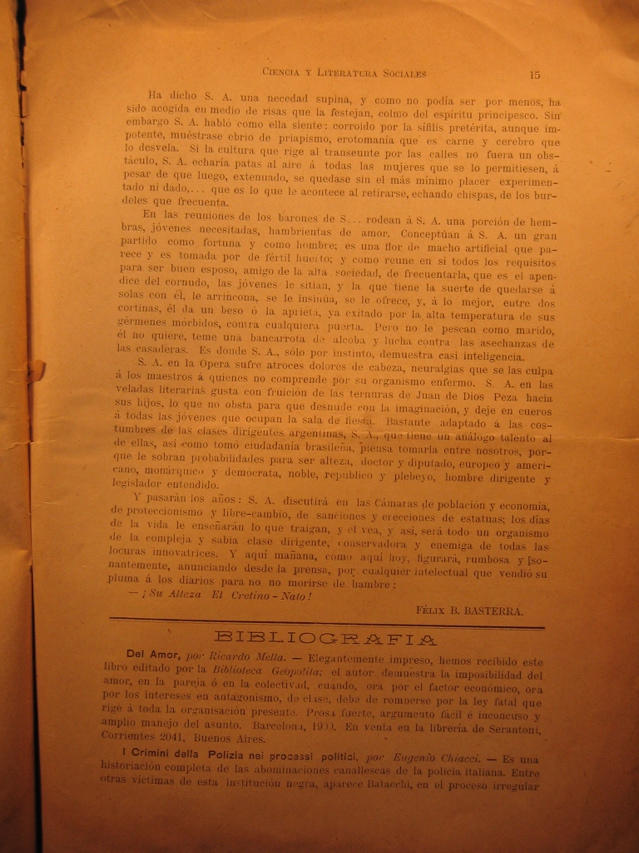 CIENCIA Y LITERATURA SOCIALES 15
Ha dicho S. A. una necedad supina, y como no podía ser por menos, ha
sido acogida en medio de risas que la festejan, colmo del espíritu principesco. Sin
embargo S. A. habló como ella siente: corroido por la sífilis pretérita, aunque im-
potente, muéstrase ebrio de priapismo, erotomanía que es carne y cerebro que
lo desvela. Si la cultura que rige al transeunte por las calles no fuera un obs-
táculo, S. A. echaría patas al aire á todas las mujeres que se lo permitiesen, á
pesar de que luego, extenuado, se quedase sin el más mínimo placer experimen-
tado ni dado,... que es lo que le acontece al retirarse, echando chispas, de los bur-
deles que frecuenta.
En las reuniones de los barones de S... rodean á S. A. una porción de hem-
bras, jóvenes necesitadas, hambrientas de amor. Conceptúan á S. A. un gran
partido como fortuna y como hombre; es una flor de macho artificial que pa-
rece y es tomada por de fértil huerto; y como reune en si todos los requisitos
para ser buen esposo, amigo de la alta sociedad, de frecuentarla, que es el apen-
dice del cornudo, las jóvenes le sitian, y la que tiene la suerte de quedarse á
solas con él, le arrincona, se le insinúa, se le ofrece, y, á lo mejor, entre dos
cortinas, él da un beso ó la aprieta, ya exitado por la alta temperatura de sus
gérmenes mórbidos, contra cualquiera puerta. Pero no le pescan como marido,
él no quiere, teme una bancarrota de alcoba y lucha contra las asechanzas de
las casaderas. Es donde S. A., sólo por instinto, demuestra casi inteligencia.
S. A. en la Opera sufre atroces dolores de cabeza, neuralgias que se las culpa
á los maestros á quienes no comprende por su organismo enfermo. S. A. en las
veladas literarias gusta con fruición de las ternuras de Juan de Dios Peza hacia
sus hijos, lo que no obsta para que desnude con la imaginación, y deje en cueros
á todas las jóvenes que ocupan la sala de fiesta. Bastante adaptado á las cos-
tumbres de las clases dirigentes argentinas, S. A., que tiene un análogo talento al
de ellas, así como tomó ciudadanía brasileña, piensa tomarla entre nosotros, por-
que le sobran probabilidades para ser alteza, doctor y diputado, europeo y ameri-
cano, monárquico y democrata, noble, republico y plebeyo, hombre dirigente y
legislador entendido.
Y pasarán los años: S. A. discutirá en las Cámaras de población y economía,
de proteccionismo y libre-cambio, de sanciones y erecciones de estatuas; los días
de la vida le enseñarán lo que traigan, y el vea, y así, será todo un organismo
de la compleja y sabia clase dirigente, conservadora y enemiga de todas las
locuras innovatrices. Y aquí mañana, como aquí hoy, figurará, rumbosa y so-
nantemente, anunciando desde la prensa, por cualquier intelectual que vendió su
pluma á los diarios para no no morirse de hambre:
— ¡Su Alteza El Cretino-Nato!
FÉLIX B. BASTERRA.
BIBLIOGRAFIA
Del Amor, por Ricardo Mella. — Elegantemente impreso, hemos recibido este
libro editado por la Biblioteca Geopolita; el autor demuestra la imposibilidad del
amor, en la pareja ó en la colectivad, cuando, ora por el factor económico, ora
por los intereses en antagonismo, de clase, debe de romperse por la ley fatal que
rige á toda la organisación presente. Prosa fuerte, argumento fácil é inconcuso y
amplio manejo del asunto. Barcelona, En venta en la librería de Serantoni,
Corrientes 2041, Buenos Aires.
I Crimini della Polizia nei processi politici, por Eugenio Chiacci. — Es una
historiación completa de las abominaciones canallescas de la policía italiana. Entre
otras víctimas de esta institución negra, aparece Batacchi, en el proceso irregular